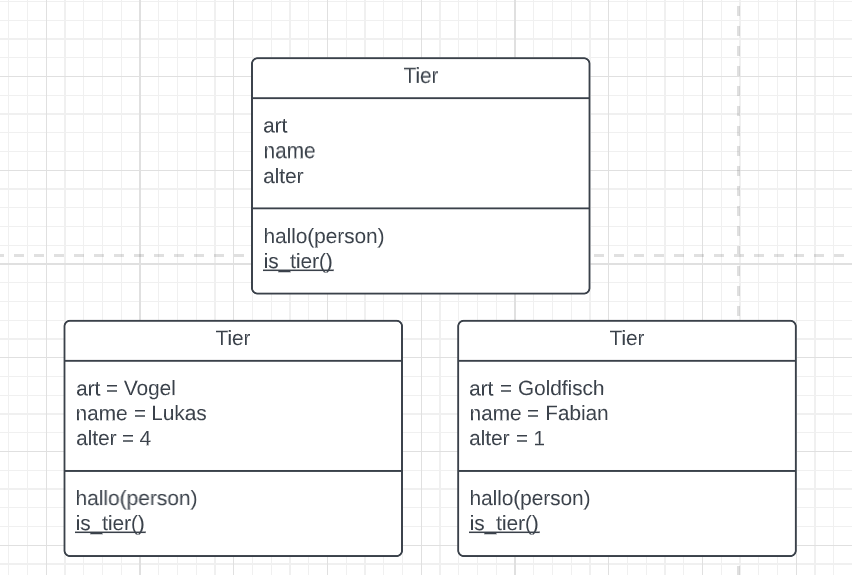 Tier
art
name
alter
hallo(person)
is_tier()
Tier
art = Vogel
name = Lukas
alter = 4
hallo(person)
is_tier()
Tier
art = Goldfisch
name = Fabian
alter = 1
hallo(person)
is_tier()